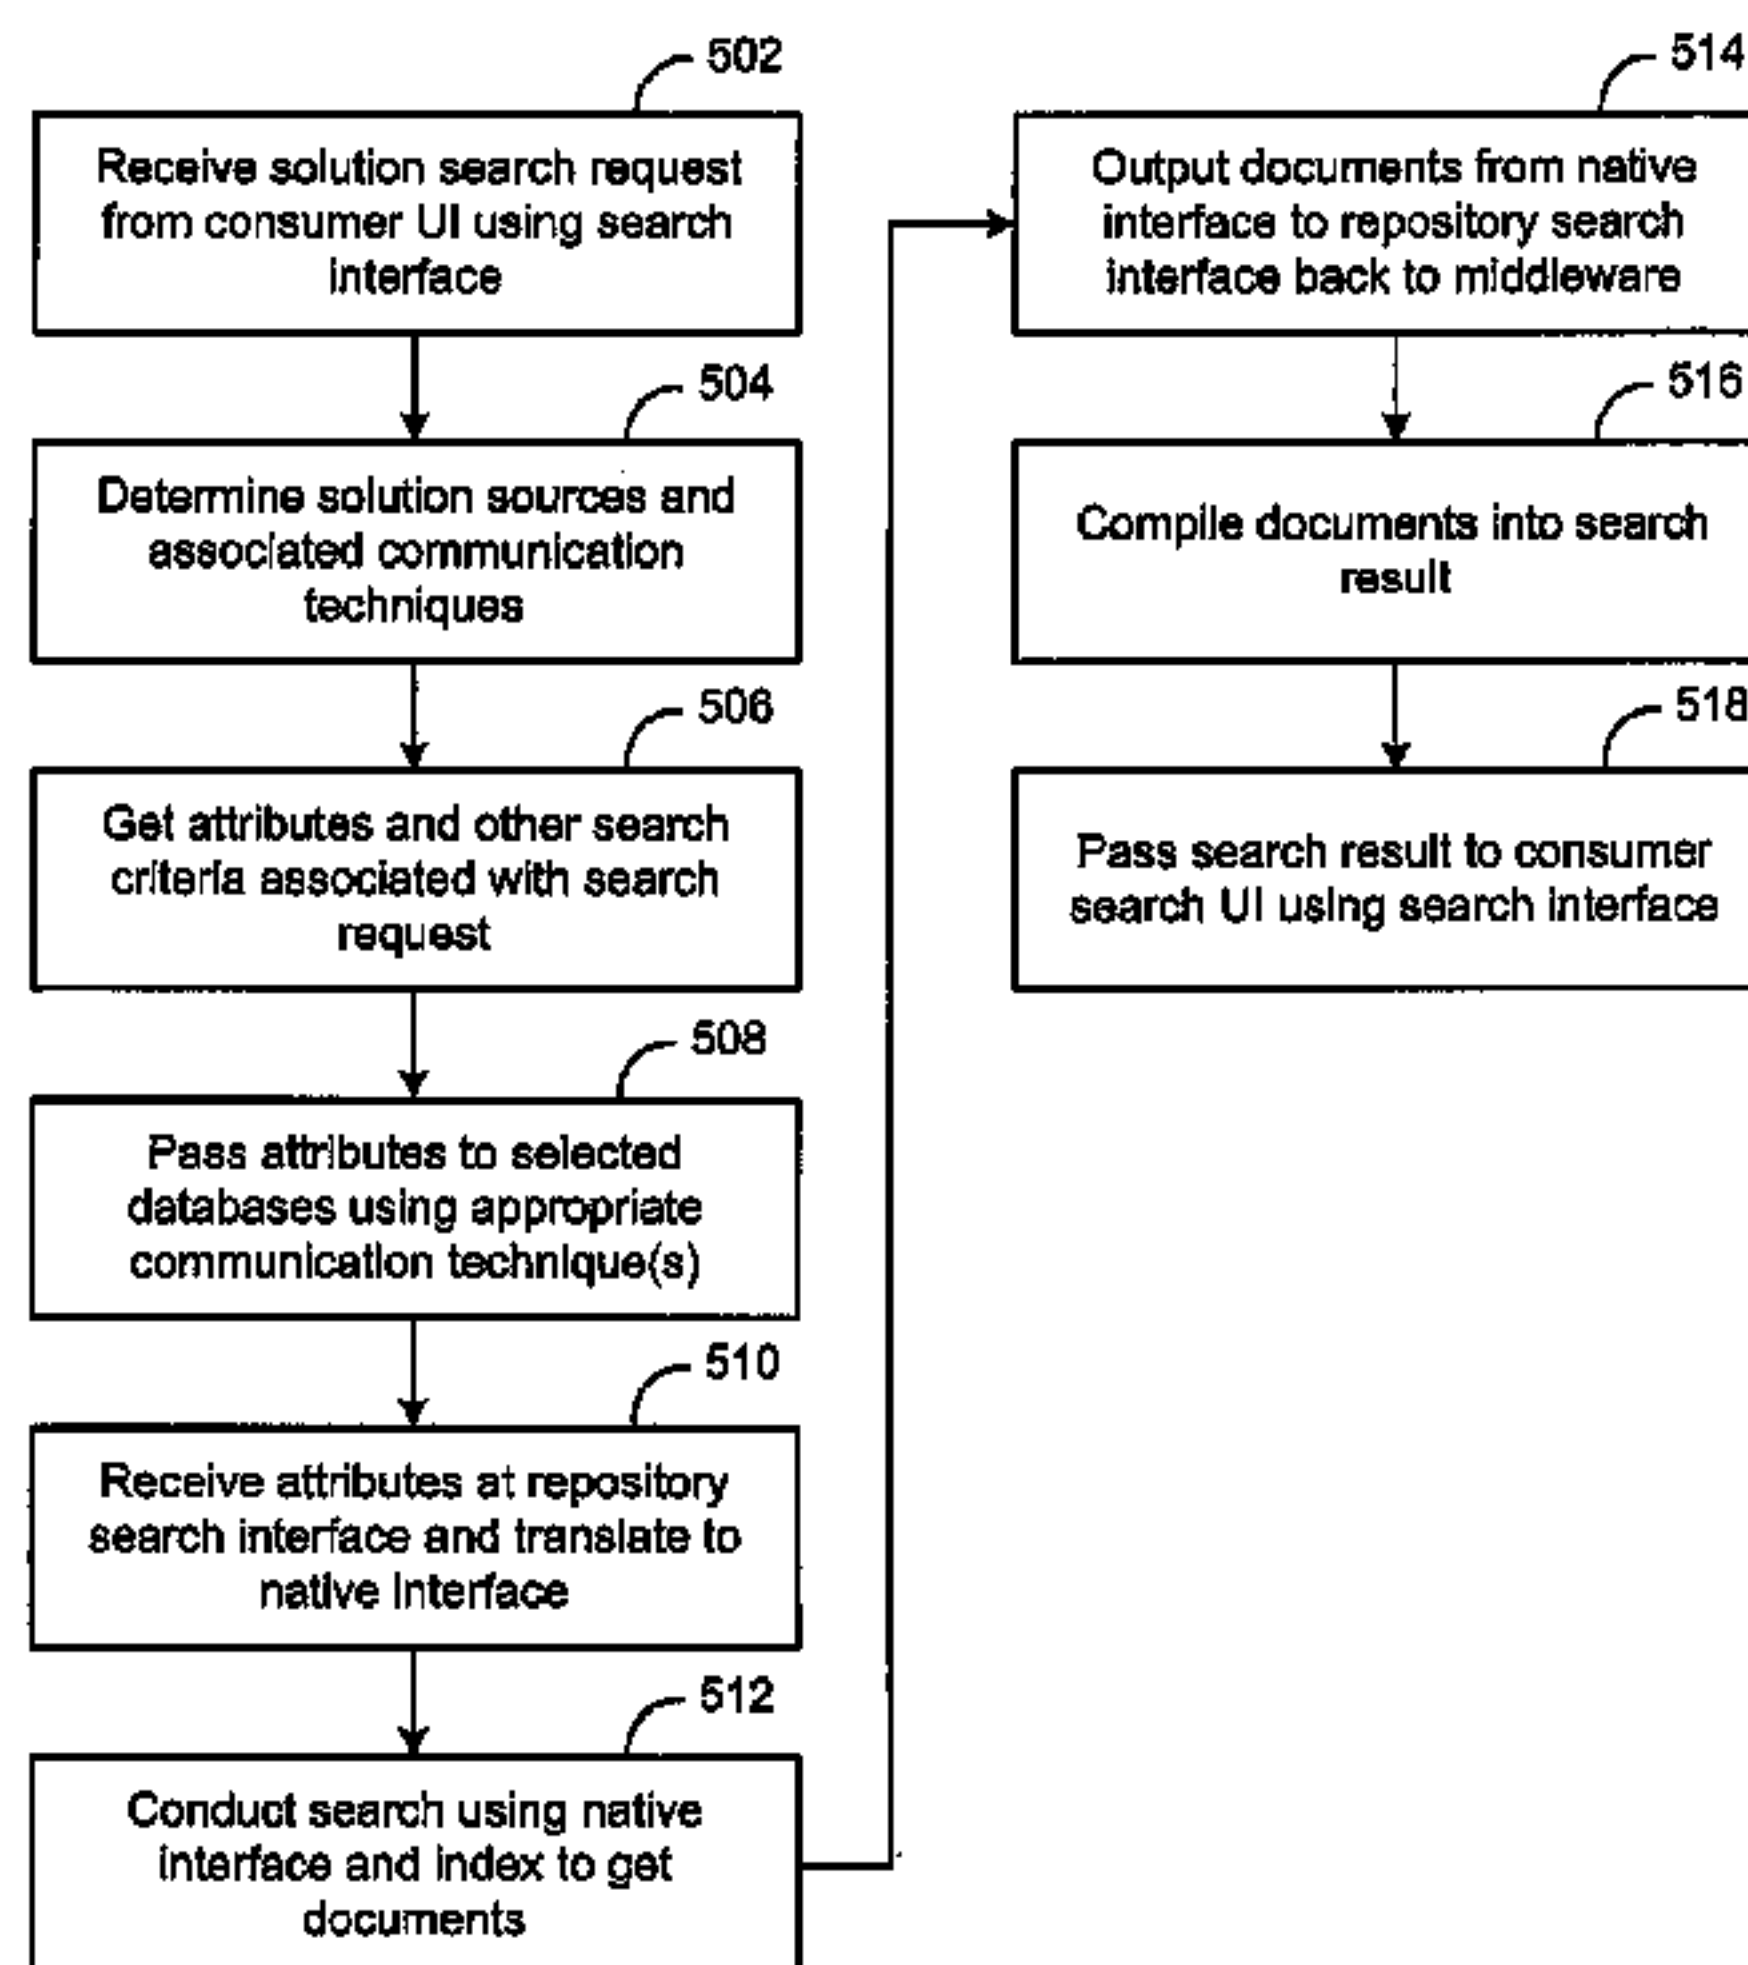 502
Receive solution search request
from consumer UI using search
interface
504
Determine solution sources and
associated communication
techniques
506
Get attributes and other search
criteria associated with search
request
508
Pass attributes to selected
databases using appropriate
communication technique(s)
510
Receive attributes at repository
search interface and translate to
native interface
512
Conduct search using native
interface and index to get
documents
514
Output documents from native
interface to repository search
interface back to middleware
516
Compile documents into search
result
518
Pass search result to consumer
search UI using search interface